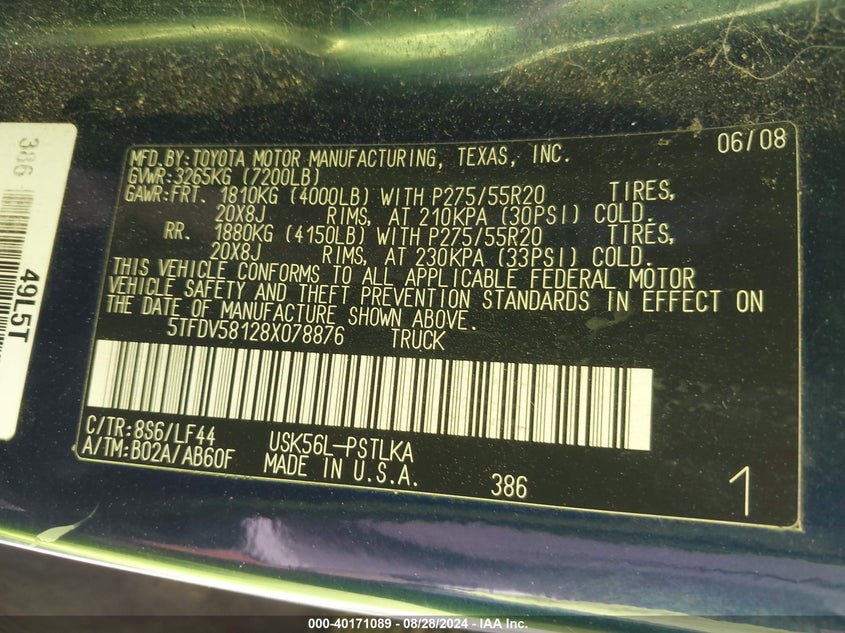 06/08
MFD.BY:TOYOTA MOTOR MANUFACTURING, TEXAS, INC.
GVWR:3265KG (7200LB)
GAWR:FRT. 1810KG (4000LB) WITH P275/55R20 TIRES,
20X8J RIMS, AT 210KPA (30PSI) COLD.
RR. 1880KG (4150LB) WITH P275/55R20 TIRES,
20X8J RIMS, AT 230KPA (33PSI) COLD.
THIS VEHICLE CONFORMS TO ALL APPLICABLE FEDERAL MOTOR
VEHICLE SAFETY AND THEFT PREVENTION STANDARDS IN EFFECT ON
THE DATE OF MANUFACTURE SHOWN ABOVE.
5TFDV58128X078876 TRUCK
C/TR:8S6/LF44 USK56L-PSTLKA
A/TM:B02A/AB60F MADE IN U.S.A. 386 1
386
49L5T
000-40171089 - 08/28/2024 - IAA Inc.